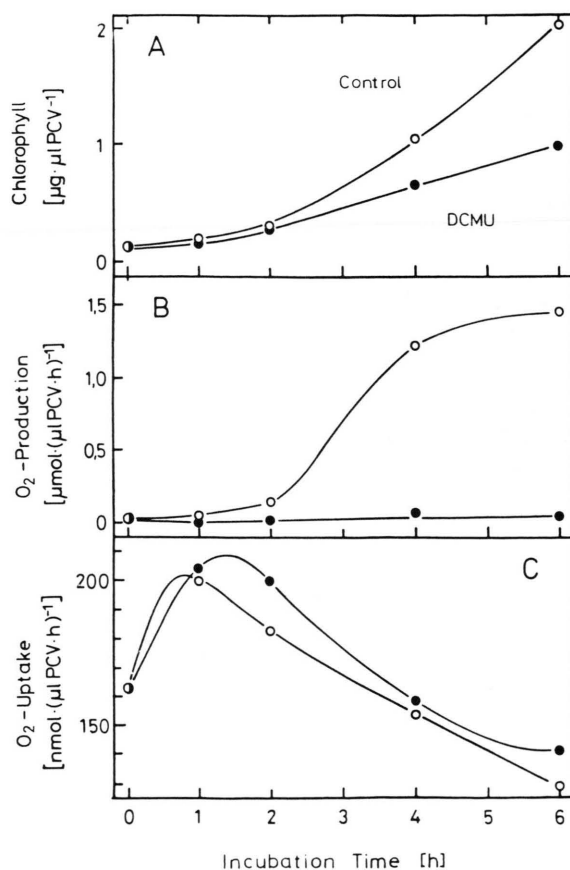 A
Chlorophyll
[µg·µl PCV⁻¹]
2
1
0
Control
DCMU
B
O₂-Production
[µmol·(µl PCV·h)⁻¹]
1,5
1,0
0,5
0
C
O₂-Uptake
[nmol·(µl PCV·h)⁻¹]
200
150
0 1 2 3 4 5 6
Incubation Time [h]